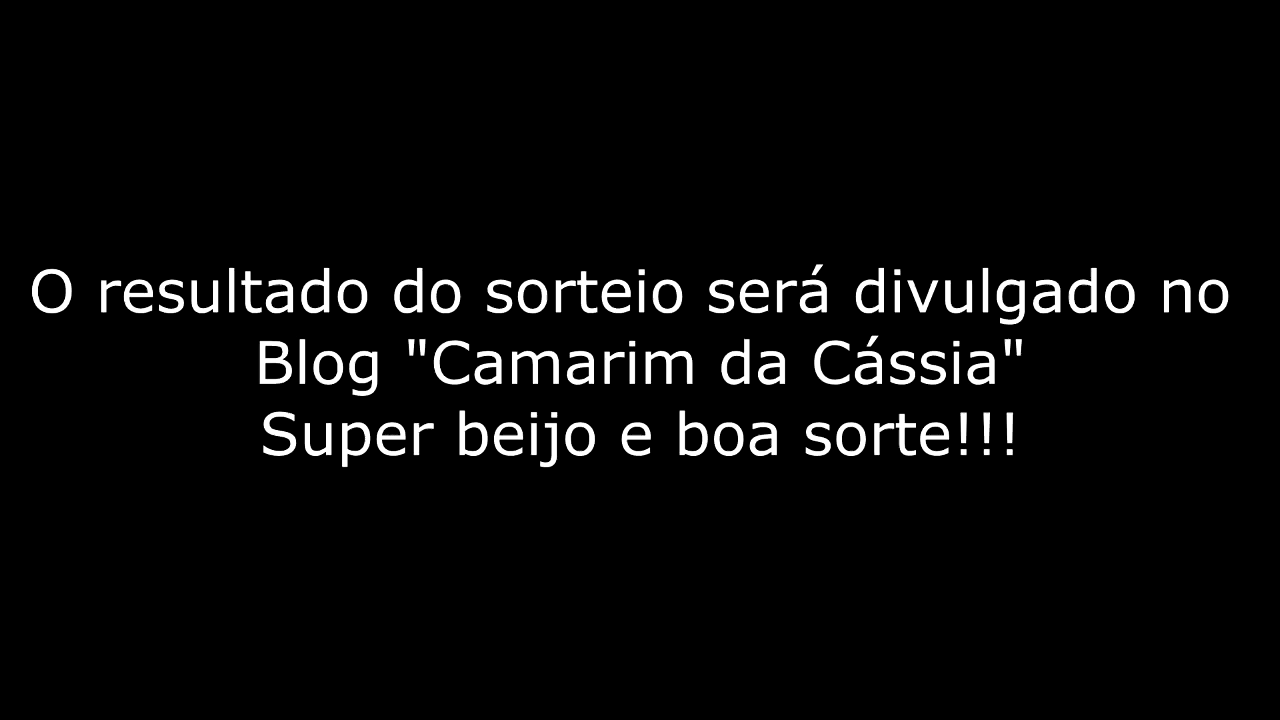 O resultado do sorteio será divulgado no
Blog "Camarim da Cássia"
Super beijo e boa sorte!!!